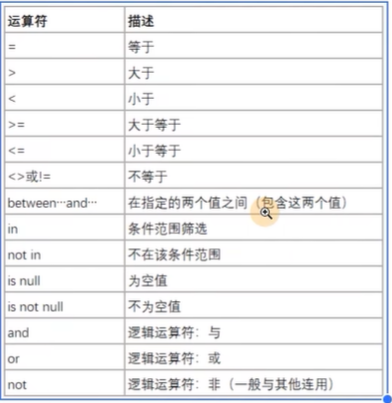 运算符 描述
= 等于
> 大于
< 小于
>= 大于等于
<= 小于等于
<>或!= 不等于
between…and… 在指定的两个值之间（包含这两个值）
in 条件范围筛选
not in 不在该条件范围
is null 为空值
is not null 不为空值
and 逻辑运算符：与
or 逻辑运算符：或
not 逻辑运算符：非（一般与其他连用）